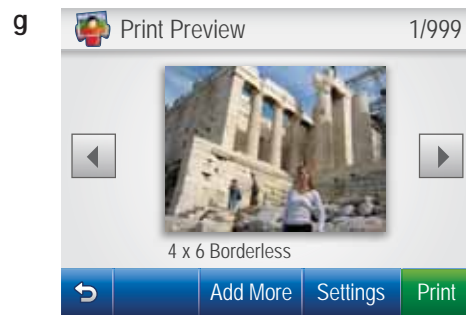 g
Print Preview 1/999
4 x 6 Borderless
Add More Settings Print